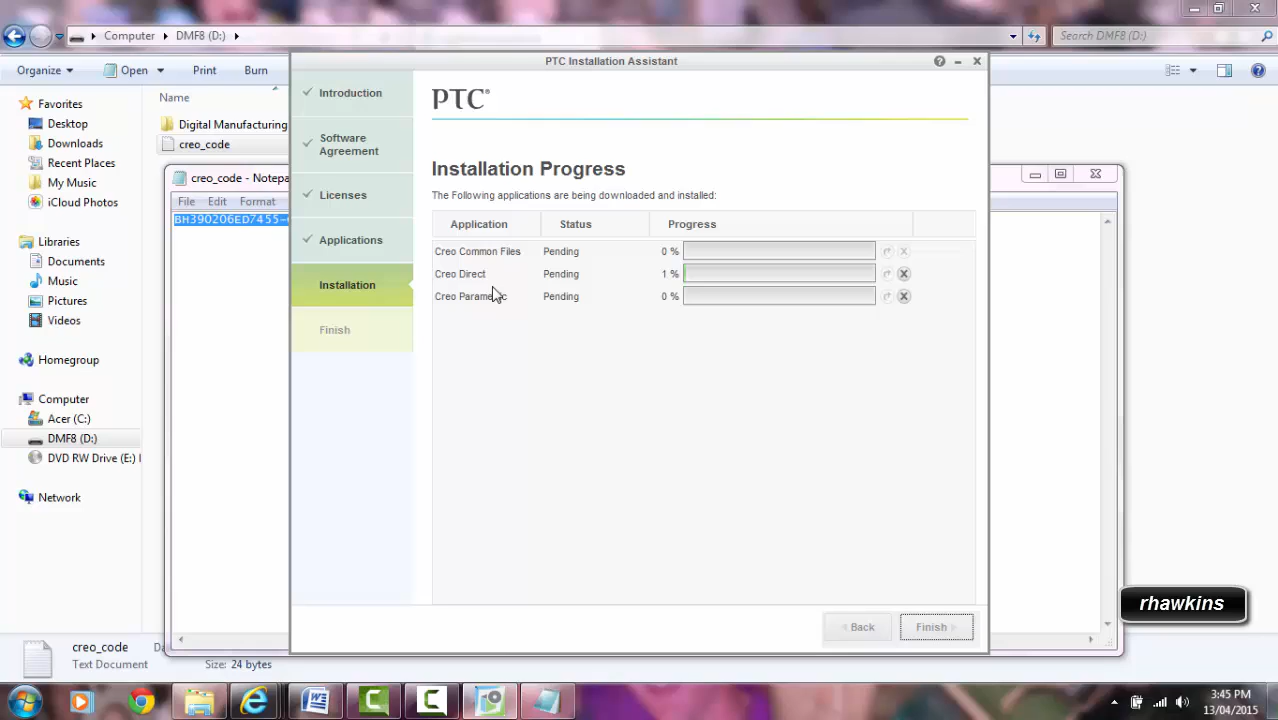 Computer
DMF8 (D:)
Search DMF8 (D:)
Organize
Open
Print
Burn
Name
Favorites
Desktop
Downloads
Recent Places
My Music
iCloud Photos
Libraries
Documents
Music
Pictures
Videos
Homegroup
Computer
Acer (C:)
DMF8 (D:)
DVD RW Drive (E:)
Network
Digital Manufacturing
creo_code
creo_code - Notepa
File Edit Format
BH390206ED7455-
PTC Installation Assistant
Introduction
Software
Agreement
Licenses
Applications
Installation
Finish
PTC®
Installation Progress
The Following applications are being downloaded and installed:
Application Status Progress
Creo Common Files Pending 0 %
Creo Direct Pending 1 %
Creo Parametric Pending 0 %
Back
Finish
rhawkins
creo_code
Text Document
Size: 24 bytes
3:45 PM
13/04/2015